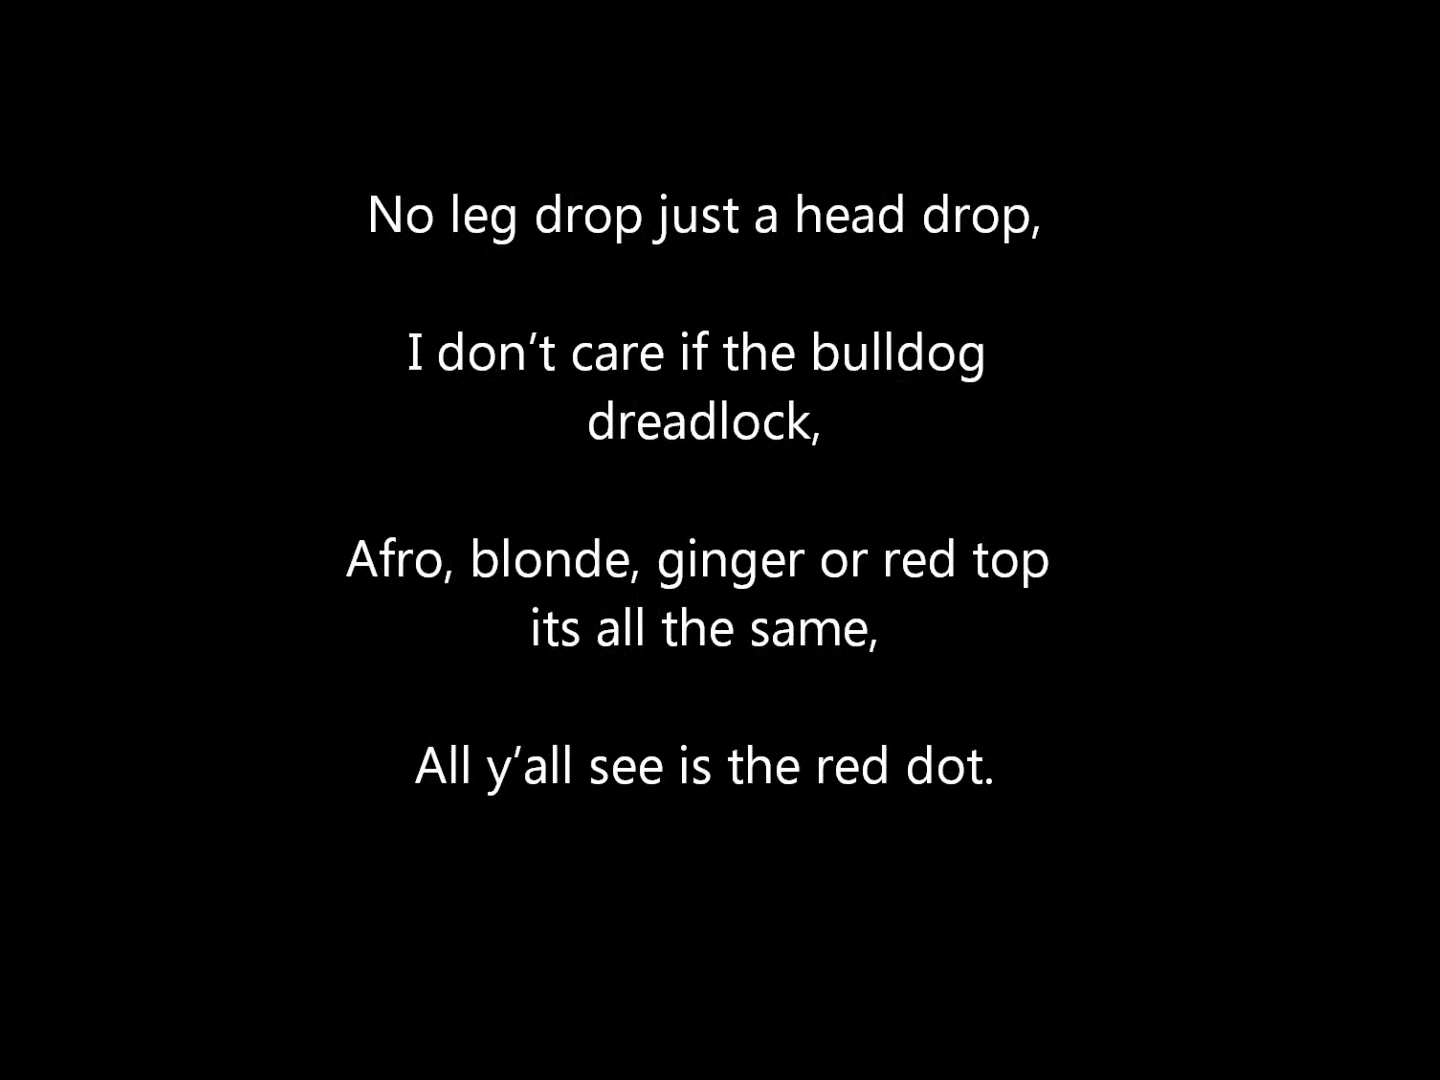 No leg drop just a head drop,
I don’t care if the bulldog
dreadlock,
Afro, blonde, ginger or red top
its all the same,
All y’all see is the red dot.